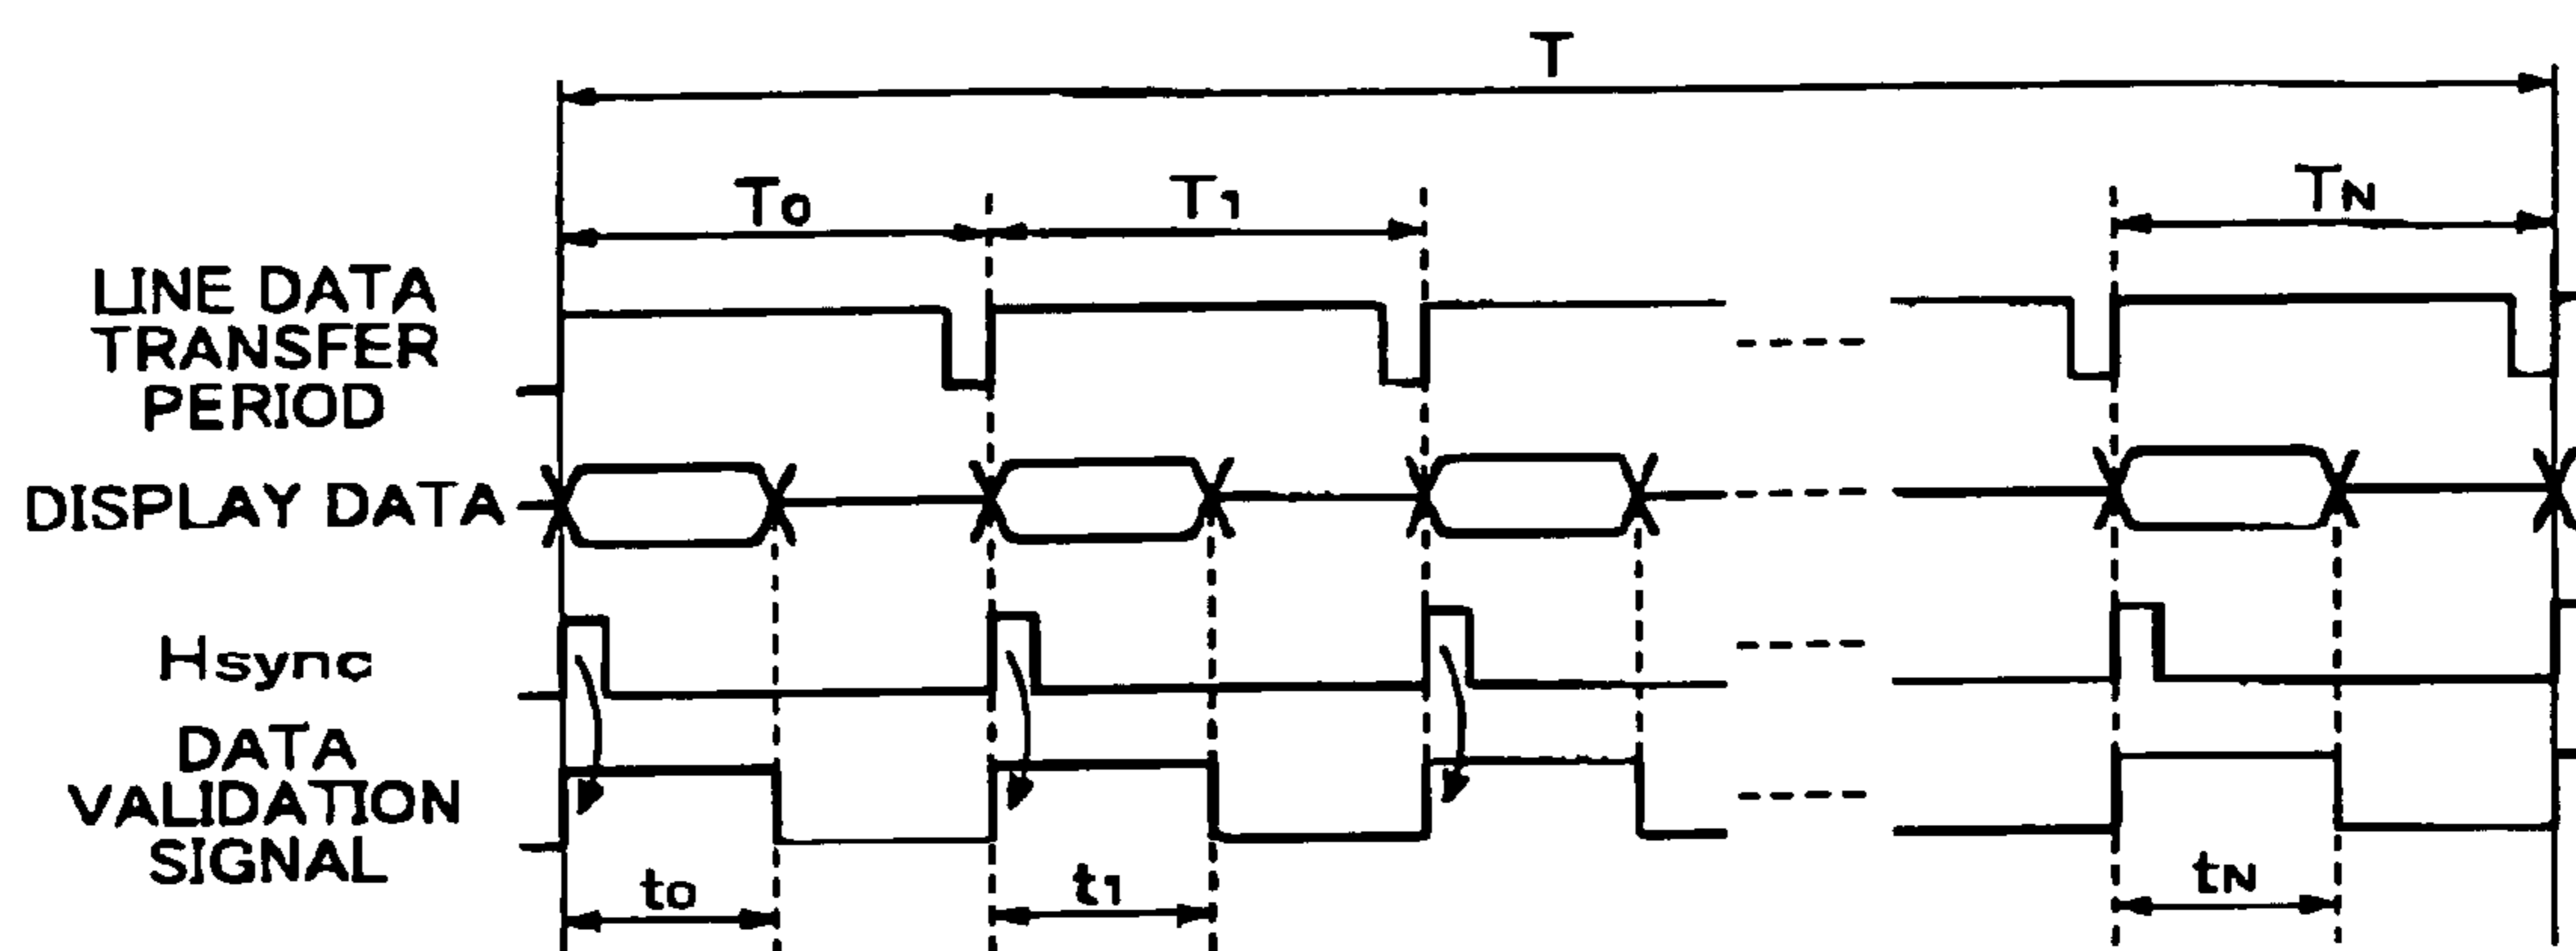 T
T0 T1 TN
LINE DATA
TRANSFER
PERIOD
DISPLAY DATA
Hsync
DATA
VALIDATION
SIGNAL
t0 t1 tN